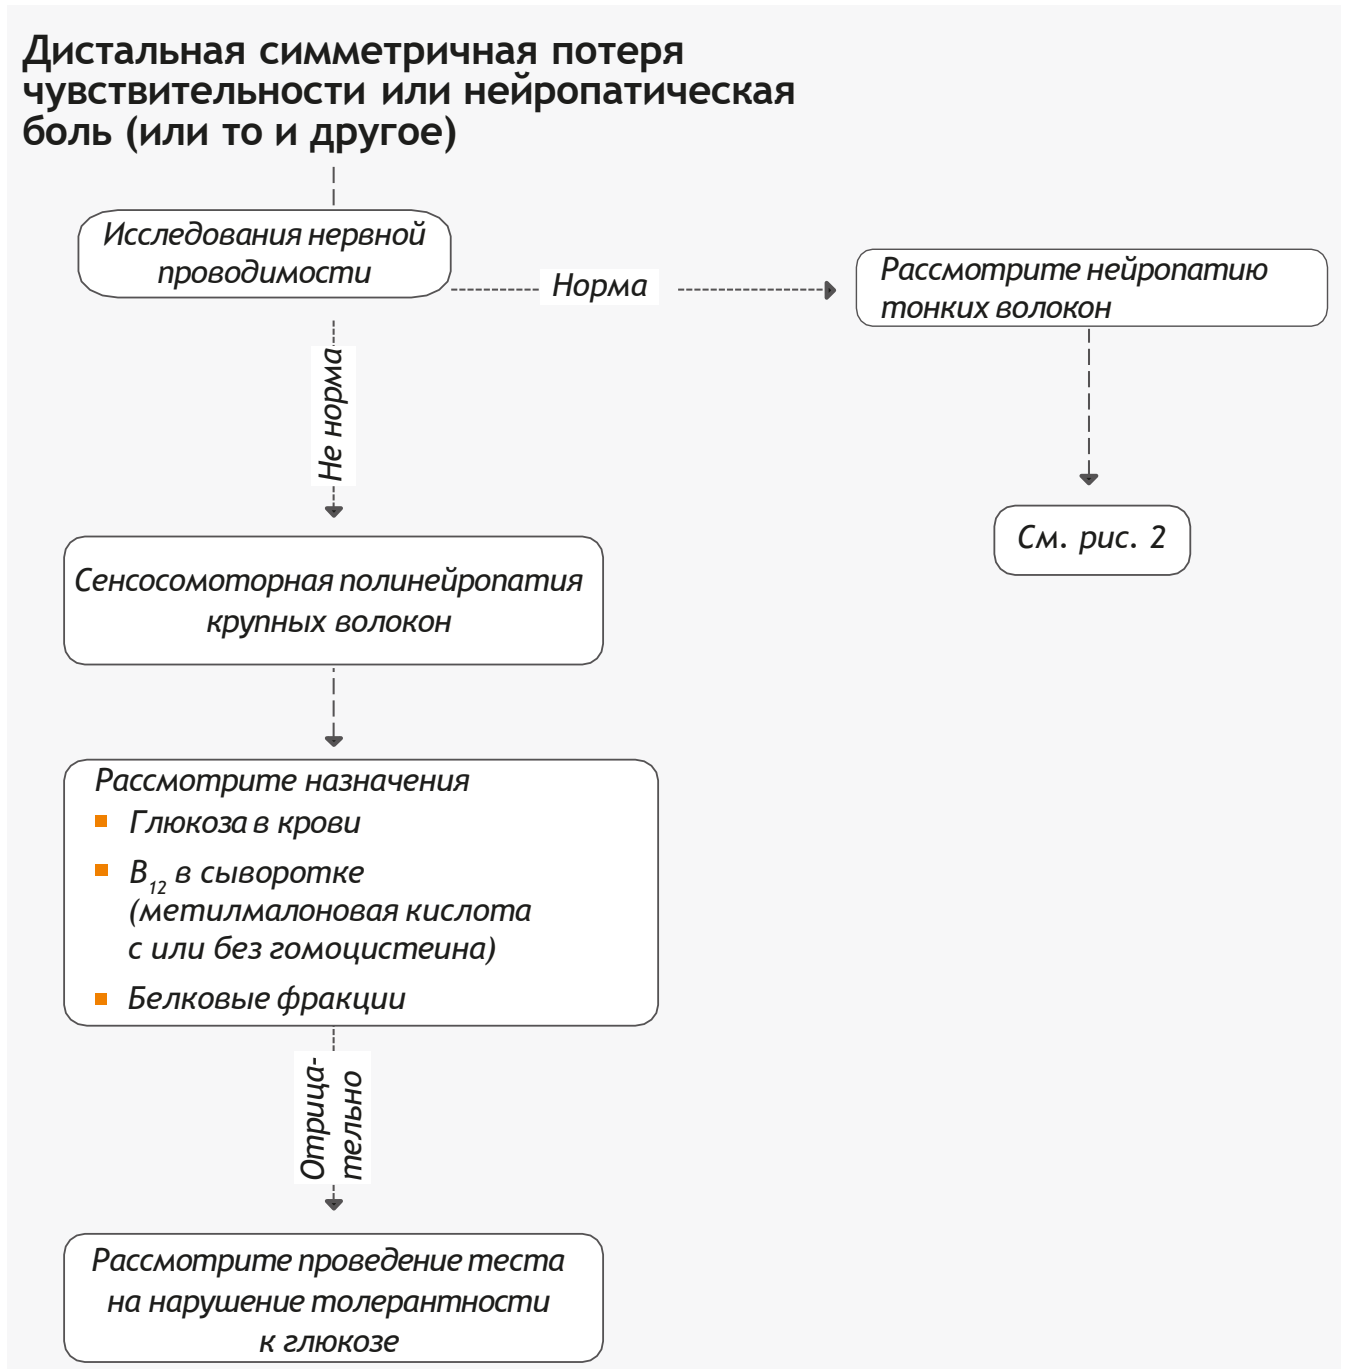 Дистальная симметричная потеря
чувствительности или нейропатическая
боль (или то и другое)
Исследования нервной
проводимости
Норма
Рассмотрите нейропатию
тонких волокон
Не норма
См. рис. 2
Сенсосомоторная полинейропатия
крупных волокон
Рассмотрите назначения
Глюкоза в крови
B12 в сыворотке
(метилмалоновая кислота
с или без гомоцистеина)
Белковые фракции
Отрица-
тельно
Рассмотрите проведение теста
на нарушение толерантности
к глюкозе